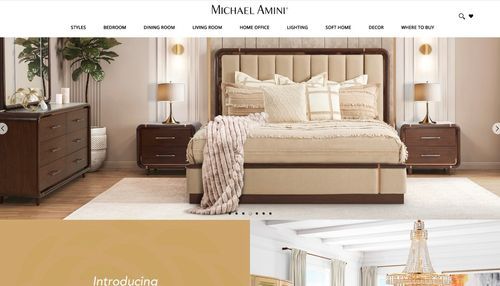 MICHAEL AMINI®
STYLES BEDROOM DINING ROOM LIVING ROOM HOME OFFICE LIGHTING SOFT HOME DECOR WHERE TO BUY
Introducing